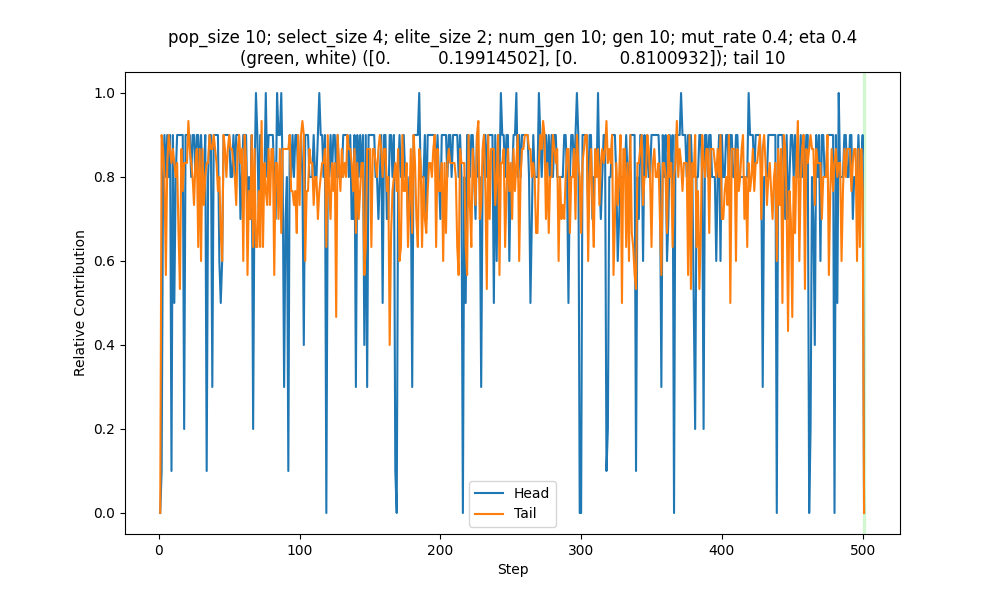 pop_size 10; select_size 4; elite_size 2; num_gen 10; gen 10; mut_rate 0.4; eta 0.4
(green, white) ([0. 0.19914502], [0. 0.8100932]); tail 10
1.0
0.8
0.6
0.4
0.2
0.0
Relative Contribution
Head
Tail
0 100 200 300 400 500
Step